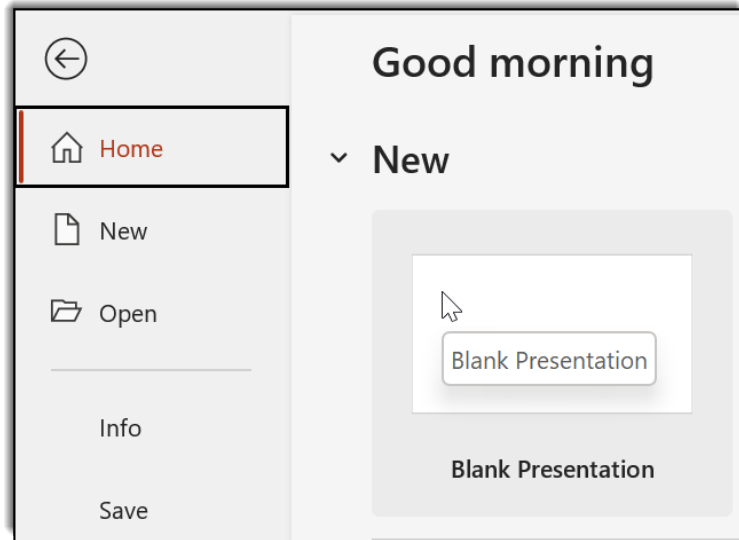 Good morning
Home
New
New
Open
Blank Presentation
Blank Presentation
Info
Save